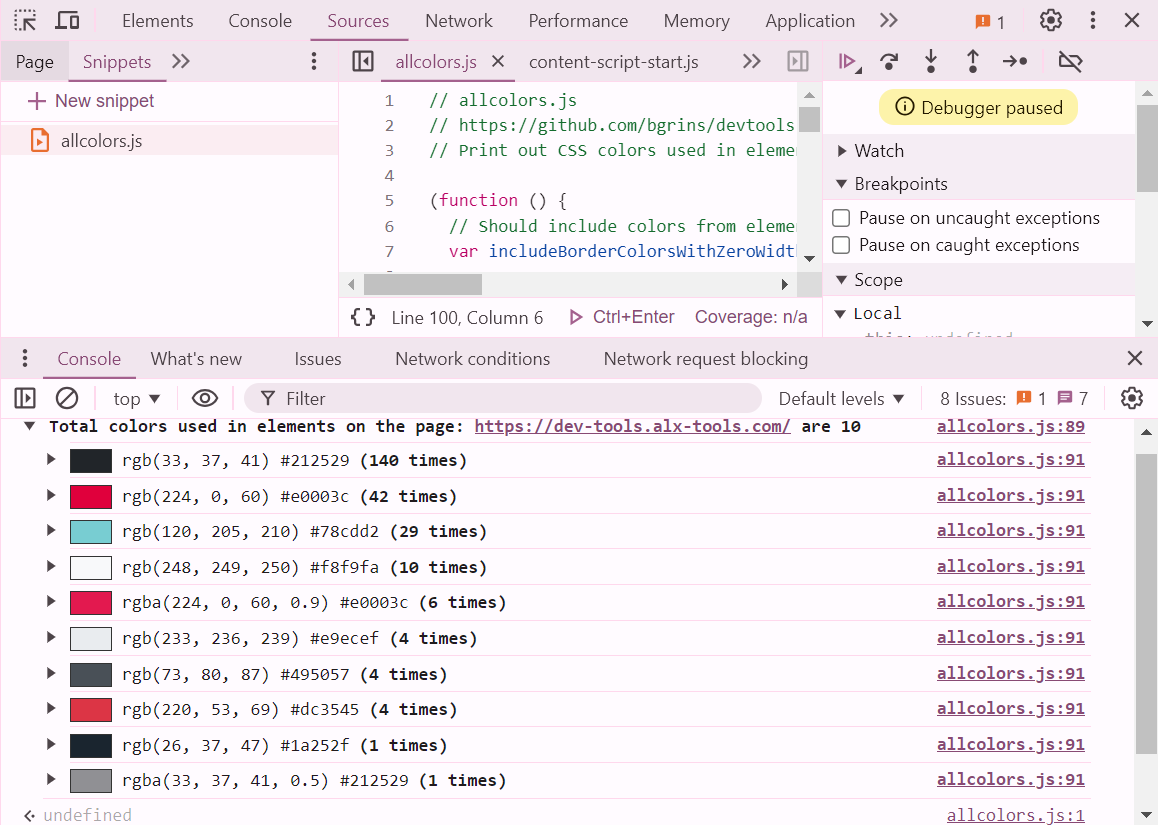 Elements Console Sources Network Performance Memory Application 1
Page Snippets allcolors.js content-script-start.js
New snippet
allcolors.js
1 // allcolors.js
2 // https://github.com/bgrins/devtools
3 // Print out CSS colors used in eleme
4
5 (function () {
6 // Should include colors from eleme
7 var includeBorderColorsWithZeroWidt
{ } Line 100, Column 6 Ctrl+Enter Coverage: n/a
Debugger paused
Watch
Breakpoints
Pause on uncaught exceptions
Pause on caught exceptions
Scope
Local
this: undefined
Console What's new Issues Network conditions Network request blocking
top Filter Default levels 8 Issues: 1 7
Total colors used in elements on the page: https://dev-tools.alx-tools.com/ are 10 allcolors.js:89
rgb(33, 37, 41) #212529 (140 times) allcolors.js:91
rgb(224, 0, 60) #e0003c (42 times) allcolors.js:91
rgb(120, 205, 210) #78cdd2 (29 times) allcolors.js:91
rgb(248, 249, 250) #f8f9fa (10 times) allcolors.js:91
rgba(224, 0, 60, 0.9) #e0003c (6 times) allcolors.js:91
rgb(233, 236, 239) #e9ecef (4 times) allcolors.js:91
rgb(73, 80, 87) #495057 (4 times) allcolors.js:91
rgb(220, 53, 69) #dc3545 (4 times) allcolors.js:91
rgb(26, 37, 47) #1a252f (1 times) allcolors.js:91
rgba(33, 37, 41, 0.5) #212529 (1 times) allcolors.js:91
undefined allcolors.js:1